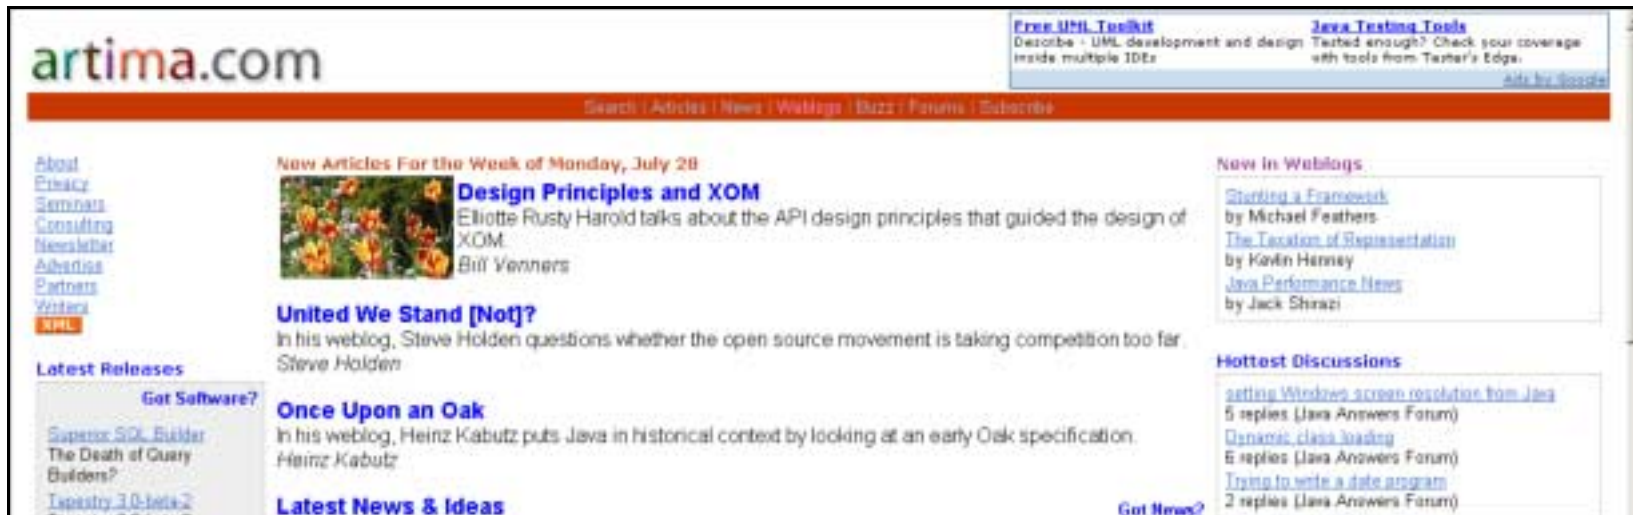 artima.com
Free UML Toolkit
Describe - UML development and design
inside multiple IDEs
Java Testing Tools
Tested enough? Check your coverage
with tools from Tester's Edge.
Ads by Google
Search | Articles | News | Weblogs | Buzz | Forums | Subscribe
About
Privacy
Seminars
Consulting
Newsletter
Advertise
Partners
Writers
XML
Latest Releases
Got Software?
Superior SQL Builder
The Death of Query
Builders?
Tapestry 3.0-beta-2
New Articles For the Week of Monday, July 28
Design Principles and XOM
Elliotte Rusty Harold talks about the API design principles that guided the design of
XOM.
Bill Venners
United We Stand [Not]?
In his weblog, Steve Holden questions whether the open source movement is taking competition too far.
Steve Holden
Once Upon an Oak
In his weblog, Heinz Kabutz puts Java in historical context by looking at an early Oak specification.
Heinz Kabutz
Latest News & Ideas
Got News?
New in Weblogs
Stunting a Framework
by Michael Feathers
The Taxation of Representation
by Kevlin Henney
Java Performance News
by Jack Shirazi
Hottest Discussions
setting Windows screen resolution from Java
5 replies (Java Answers Forum)
Dynamic class loading
6 replies (Java Answers Forum)
Trying to write a date program
2 replies (Java Answers Forum)